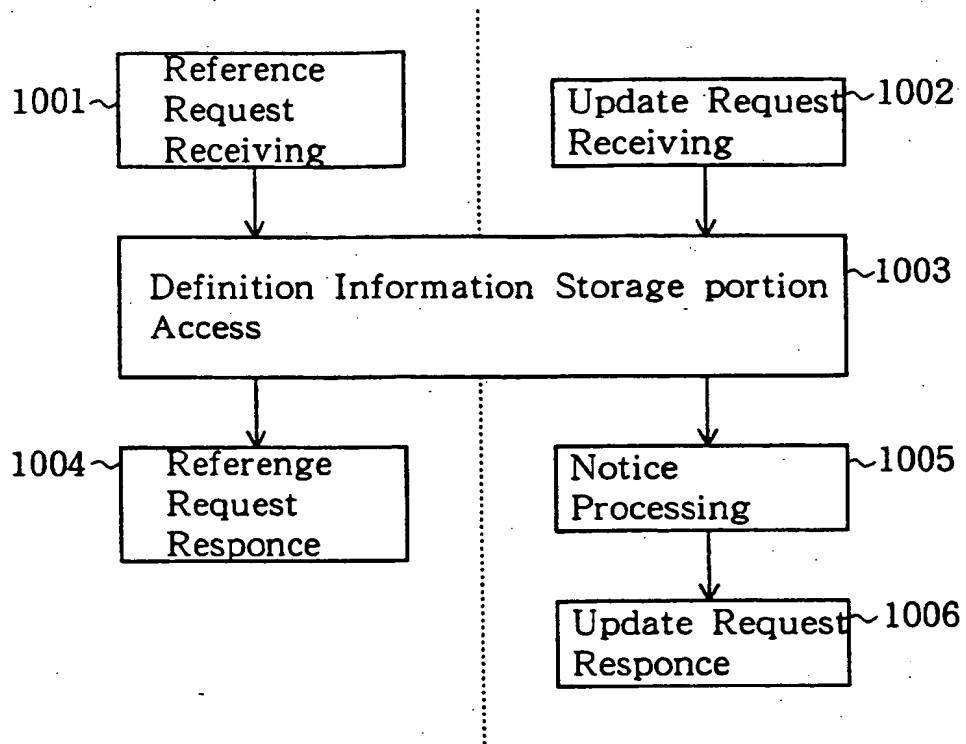 1001
Reference
Request
Receiving
Update Request
Receiving
1002
Definition Information Storage portion
Access
1003
1004
Referenge
Request
Responce
Notice
Processing
1005
Update Request
Responce
1006